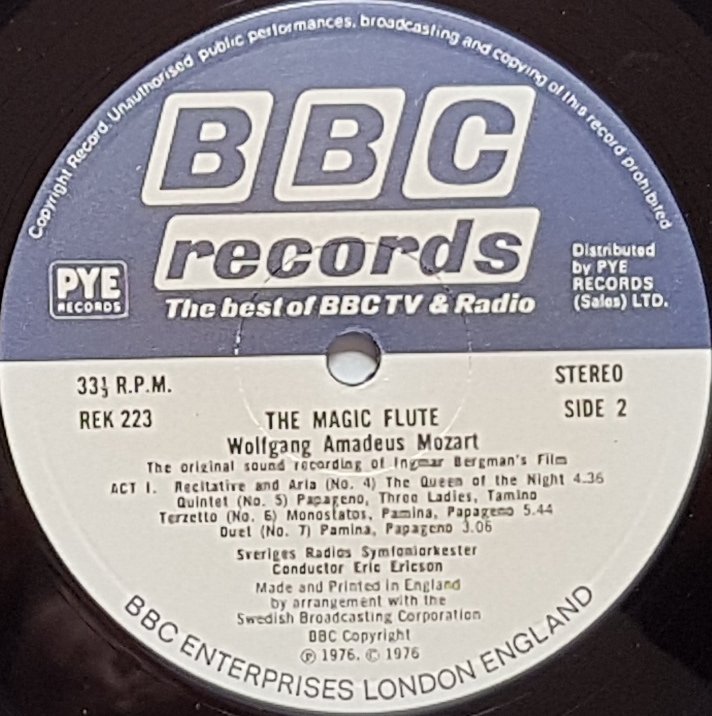 Copyright Record. Unauthorised public performances, broadcasting and copying of this record prohibited
BBC
records
The best of BBC TV & Radio
PYE
RECORDS
Distributed
by PYE
RECORDS
(Sales) LTD.
33⅓ R.P.M.
STEREO
REK 223
SIDE 2
THE MAGIC FLUTE
Wolfgang Amadeus Mozart
The original sound recording of Ingmar Bergman's Film
ACT I. Recitative and Aria (No. 4) The Queen of the Night 4.36
Quintet (No. 5) Papageno, Three Ladies, Tamino
Terzetto (No. 6) Monostatos, Pamina, Papageno 5.44
Duet (No. 7) Pamina, Papageno 3.06
Sveriges Radios Symfoniorkester
Conductor Eric Ericson
Made and Printed in England
by arrangement with the
Swedish Broadcasting Corporation
BBC Copyright
℗ 1976. © 1976
BBC ENTERPRISES LONDON ENGLAND